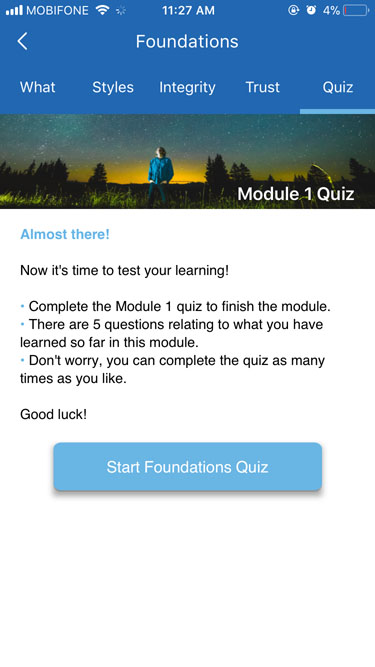 MOBIFONE 11:27 AM 4%
Foundations
What Styles Integrity Trust Quiz
Module 1 Quiz
Almost there!
Now it's time to test your learning!
• Complete the Module 1 quiz to finish the module.
• There are 5 questions relating to what you have
learned so far in this module.
• Don't worry, you can complete the quiz as many
times as you like.
Good luck!
Start Foundations Quiz